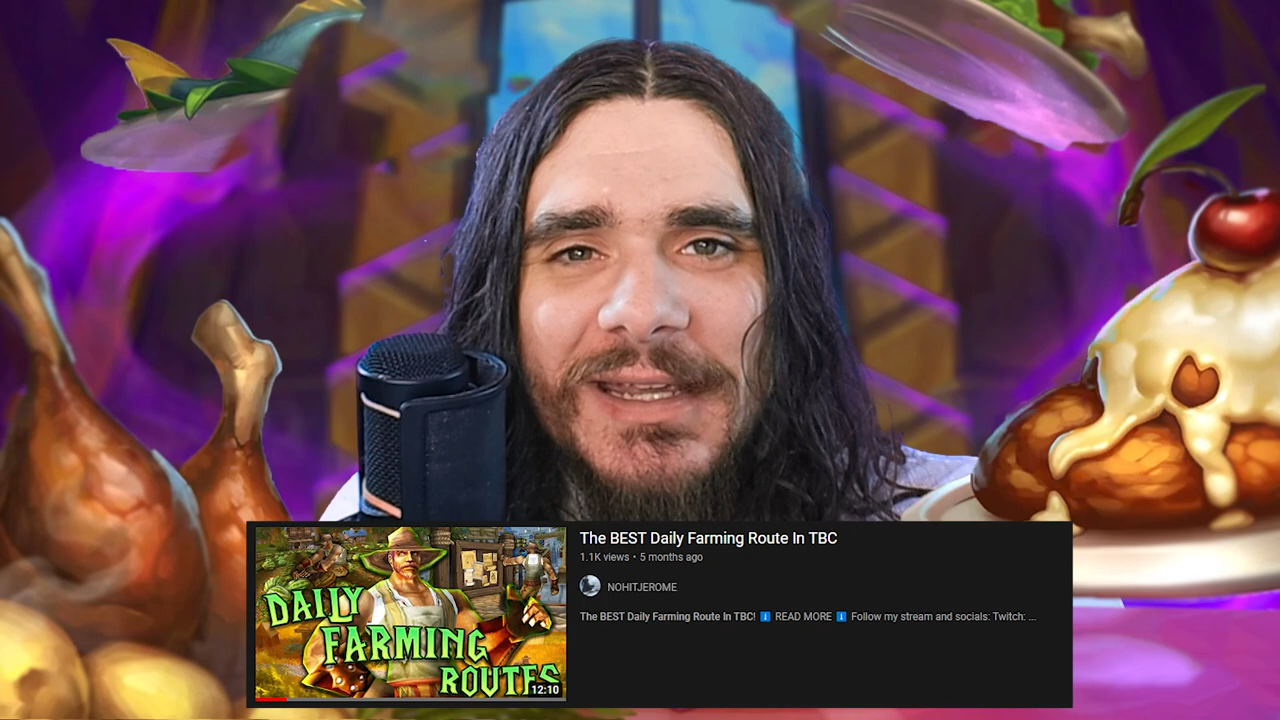 DAILY
FARMING
ROUTES
12:10
The BEST Daily Farming Route In TBC
1.1K views • 5 months ago
NOHITJEROME
The BEST Daily Farming Route In TBC! ℹ️ READ MORE ℹ️ Follow my stream and socials: Twitch: ...